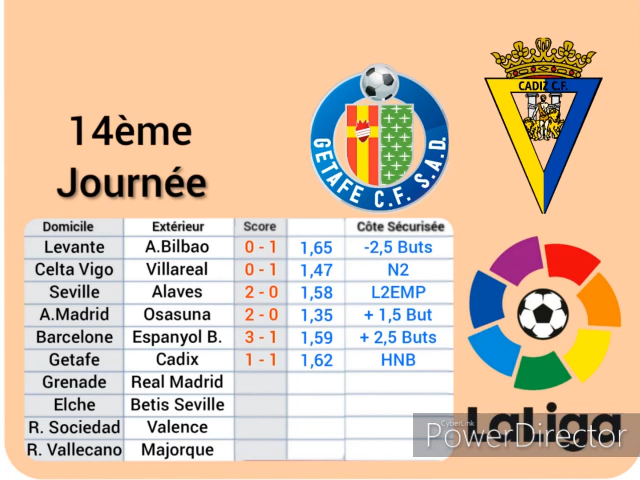 14ème
Journée
GETAFE C.F. S.A.D.
CADIZ C.F.
Domicile Extérieur Score Côte Sécurisée
Levante A.Bilbao 0 - 1 1,65 -2,5 Buts
Celta Vigo Villareal 0 - 1 1,47 N2
Seville Alaves 2 - 0 1,58 L2EMP
A.Madrid Osasuna 2 - 0 1,35 + 1,5 But
Barcelone Espanyol B. 3 - 1 1,59 + 2,5 Buts
Getafe Cadix 1 - 1 1,62 HNB
Grenade Real Madrid
Elche Betis Seville
R. Sociedad Valence
R. Vallecano Majorque
LaLiga
CyberLink
PowerDirector